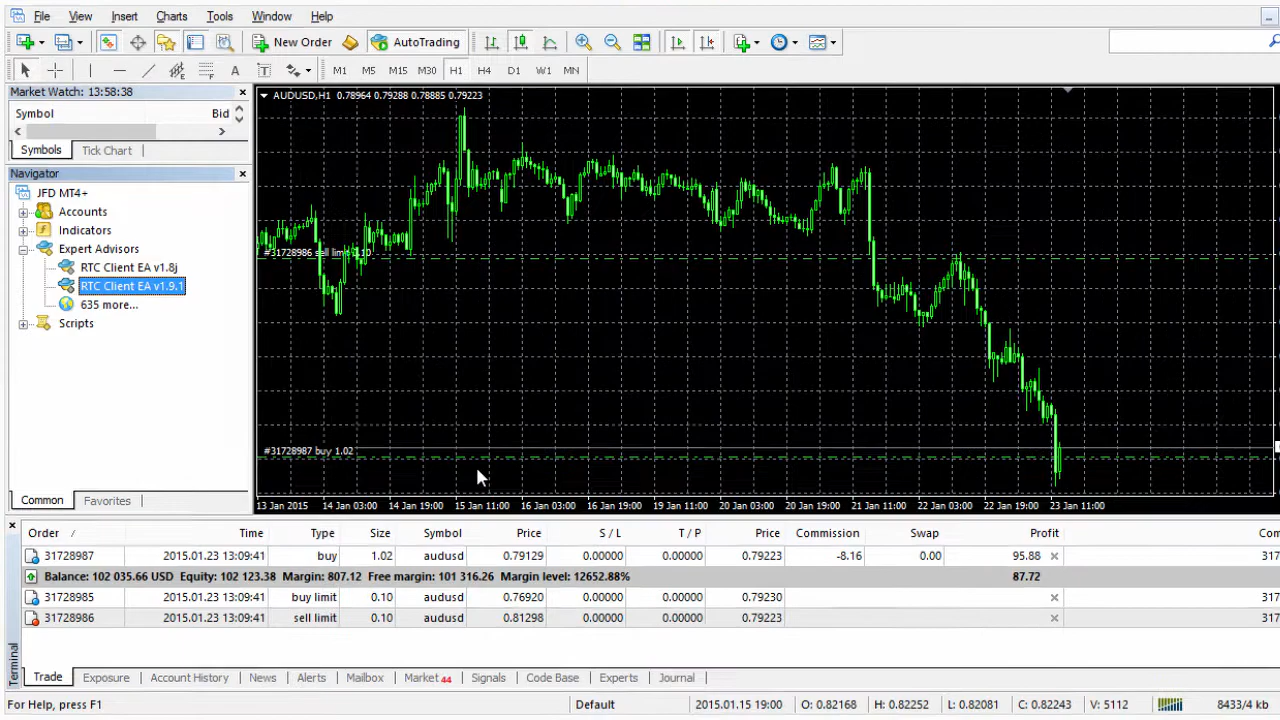 File View Insert Charts Tools Window Help
New Order AutoTrading
A T M1 M5 M15 M30 H1 H4 D1 W1 MN
Market Watch: 13:58:38
Symbol Bid
Symbols Tick Chart
Navigator
JFD MT4+
Accounts
Indicators
Expert Advisors
RTC Client EA v1.8j
RTC Client EA v1.9.1
635 more...
Scripts
Common Favorites
AUDUSD,H1 0.78964 0.79288 0.78885 0.79223
#31728986 sell limit 0.10
#31728987 buy 1.02
13 Jan 2015 14 Jan 03:00 14 Jan 19:00 15 Jan 11:00 16 Jan 03:00 16 Jan 19:00 19 Jan 11:00 20 Jan 03:00 20 Jan 19:00 21 Jan 11:00 22 Jan 03:00 22 Jan 19:00 23 Jan 11:00
Order / Time Type Size Symbol Price S / L T / P Price Commission Swap Profit
31728987 2015.01.23 13:09:41 buy 1.02 audusd 0.79129 0.00000 0.00000 0.79223 -8.16 0.00 95.88
Balance: 102 035.66 USD Equity: 102 123.38 Margin: 807.12 Free margin: 101 316.26 Margin level: 12652.88% 87.72
31728985 2015.01.23 13:09:41 buy limit 0.10 audusd 0.76920 0.00000 0.00000 0.79230
31728986 2015.01.23 13:09:41 sell limit 0.10 audusd 0.81298 0.00000 0.00000 0.79223
Terminal
Trade Exposure Account History News Alerts Mailbox Market 44 Signals Code Base Experts Journal
For Help, press F1 Default 2015.01.15 19:00 O: 0.82168 H: 0.82252 L: 0.82081 C: 0.82243 V: 5112 8433/4 kb